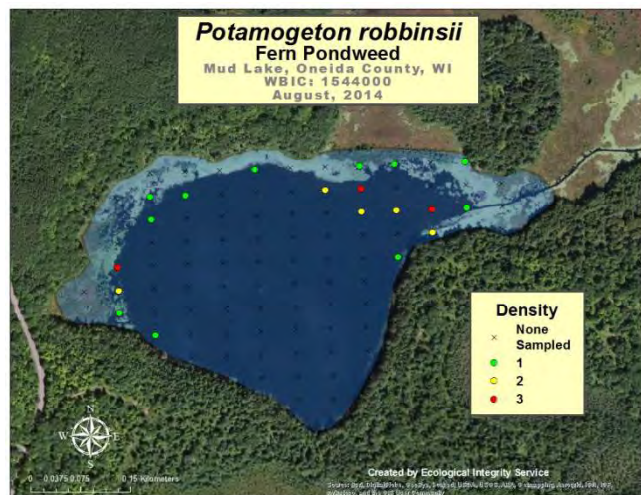 Potamogeton robbinsii
Fern Pondweed
Mud Lake, Oneida County, WI
WBIC: 1544000
August, 2014
Density
None
Sampled
1
2
3
N
W E
S
0 0.0375 0.075 0.15 Kilometers
Created by Ecological Integrity Service